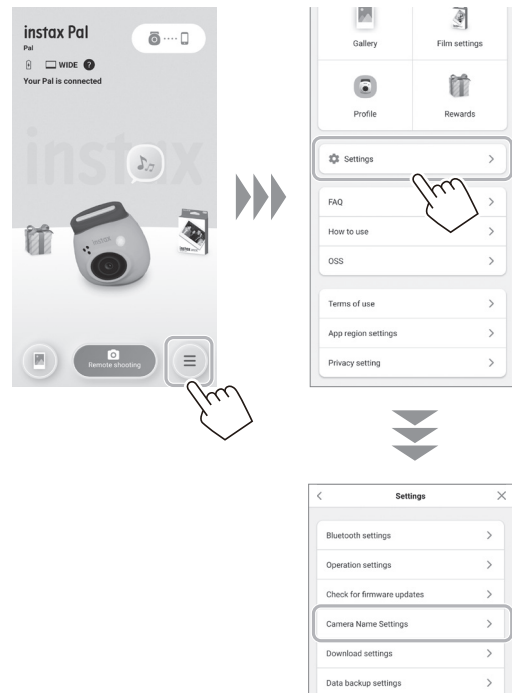 instax Pal
Pal
WIDE ?
Your Pal is connected
instax
instax
Remote shooting
Gallery
Film settings
Profile
Rewards
Settings
FAQ
How to use
OSS
Terms of use
App region settings
Privacy setting
Settings
Bluetooth settings
Operation settings
Check for firmware updates
Camera Name Settings
Download settings
Data backup settings